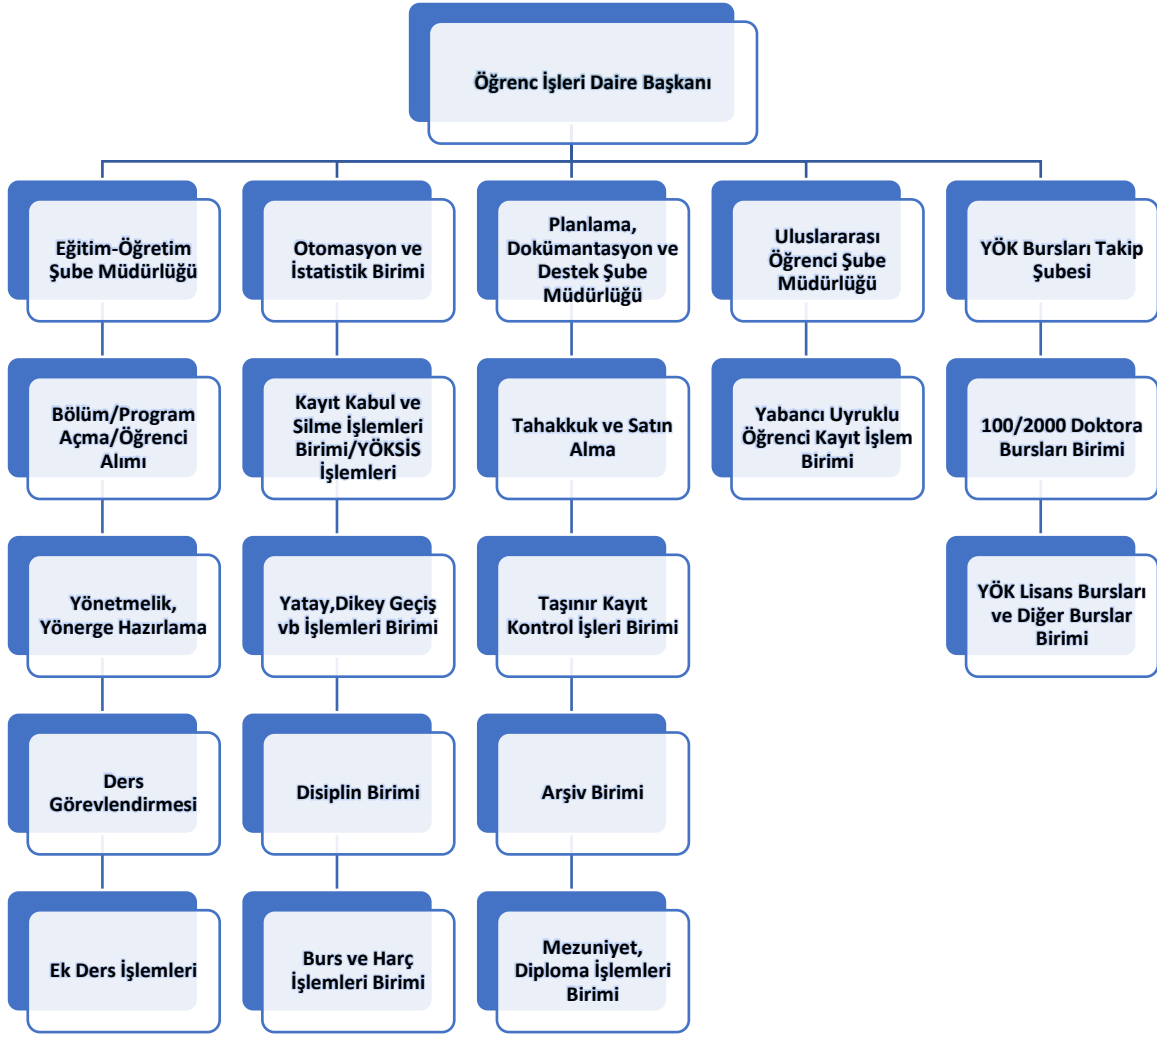 Öğrenc İşleri Daire Başkanı
Eğitim-Öğretim
Şube Müdürlüğü
Otomasyon ve
İstatistik Birimi
Planlama,
Dokümantasyon ve
Destek Şube
Müdürlüğü
Uluslararası
Öğrenci Şube
Müdürlüğü
YÖK Bursları Takip
Şubesi
Bölüm/Program
Açma/Öğrenci
Alımı
Kayıt Kabul ve
Silme İşlemleri
Birimi/YÖKSİS
İşlemleri
Tahakkuk ve Satın
Alma
Yabancı Uyruklu
Öğrenci Kayıt İşlem
Birimi
100/2000 Doktora
Bursları Birimi
Yönetmelik,
Yönerge Hazırlama
Yatay,Dikey Geçiş
vb İşlemleri Birimi
Taşınır Kayıt
Kontrol İşleri Birimi
YÖK Lisans Bursları
ve Diğer Burslar
Birimi
Ders
Görevlendirmesi
Disiplin Birimi
Arşiv Birimi
Ek Ders İşlemleri
Burs ve Harç
İşlemleri Birimi
Mezuniyet,
Diploma İşlemleri
Birimi